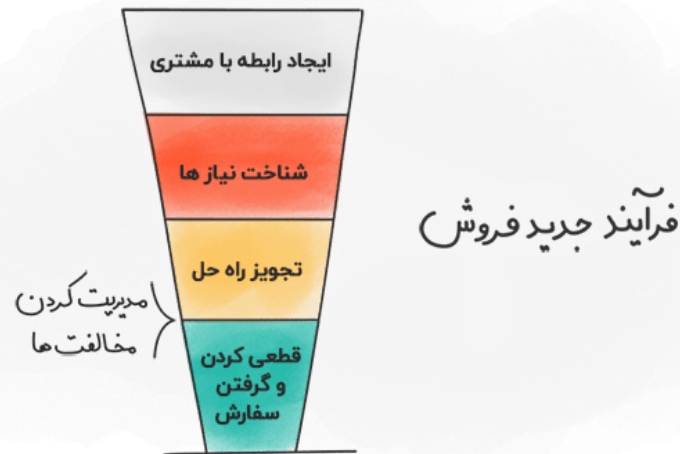 ایجاد رابطه با مشتری
شناخت نیاز ها
فرآیند جدید فروش
تجویز راه حل
مدیریت کردن
مخالفت ها
قطعی کردن
و گرفتن
سفارش